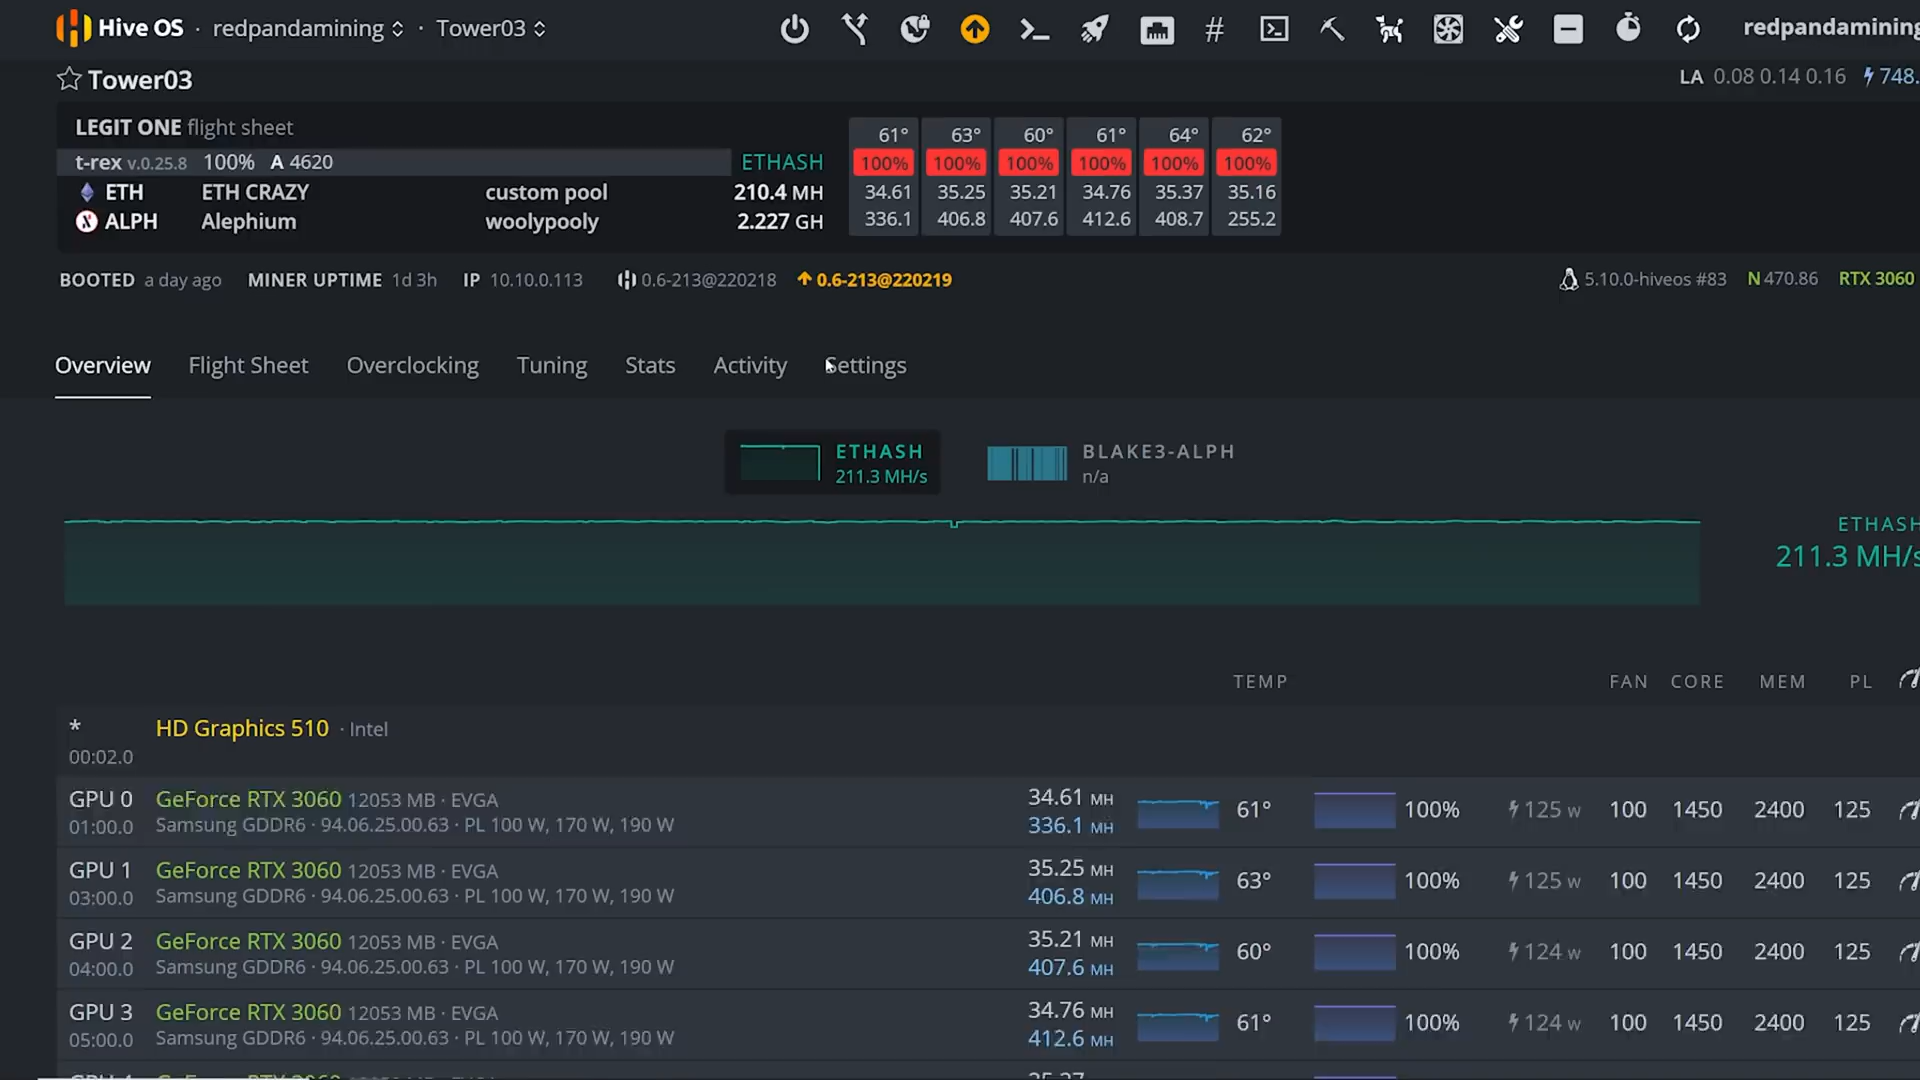 Hive OS · redpandamining · Tower03
redpandamining
Tower03
LA 0.08 0.14 0.16 748.
LEGIT ONE flight sheet
61° 63° 60° 61° 64° 62°
t-rex v.0.25.8 100% A 4620 ETHASH
100% 100% 100% 100% 100% 100%
ETH ETH CRAZY custom pool 210.4 MH
34.61 35.25 35.21 34.76 35.37 35.16
ALPH Alephium woolypooly 2.227 GH
336.1 406.8 407.6 412.6 408.7 255.2
BOOTED a day ago MINER UPTIME 1d 3h IP 10.10.0.113 0.6-213@220218 0.6-213@220219
5.10.0-hiveos #83 N 470.86 RTX 3060
Overview Flight Sheet Overclocking Tuning Stats Activity Settings
ETHASH
211.3 MH/s
BLAKE3-ALPH
n/a
ETHASH
211.3 MH/s
TEMP FAN CORE MEM PL
* HD Graphics 510 · Intel
00:02.0
GPU 0 GeForce RTX 3060 12053 MB · EVGA 34.61 MH 61° 100% 125 w 100 1450 2400 125
01:00.0 Samsung GDDR6 · 94.06.25.00.63 · PL 100 W, 170 W, 190 W 336.1 MH
GPU 1 GeForce RTX 3060 12053 MB · EVGA 35.25 MH 63° 100% 125 w 100 1450 2400 125
03:00.0 Samsung GDDR6 · 94.06.25.00.63 · PL 100 W, 170 W, 190 W 406.8 MH
GPU 2 GeForce RTX 3060 12053 MB · EVGA 35.21 MH 60° 100% 124 w 100 1450 2400 125
04:00.0 Samsung GDDR6 · 94.06.25.00.63 · PL 100 W, 170 W, 190 W 407.6 MH
GPU 3 GeForce RTX 3060 12053 MB · EVGA 34.76 MH 61° 100% 124 w 100 1450 2400 125
05:00.0 Samsung GDDR6 · 94.06.25.00.63 · PL 100 W, 170 W, 190 W 412.6 MH